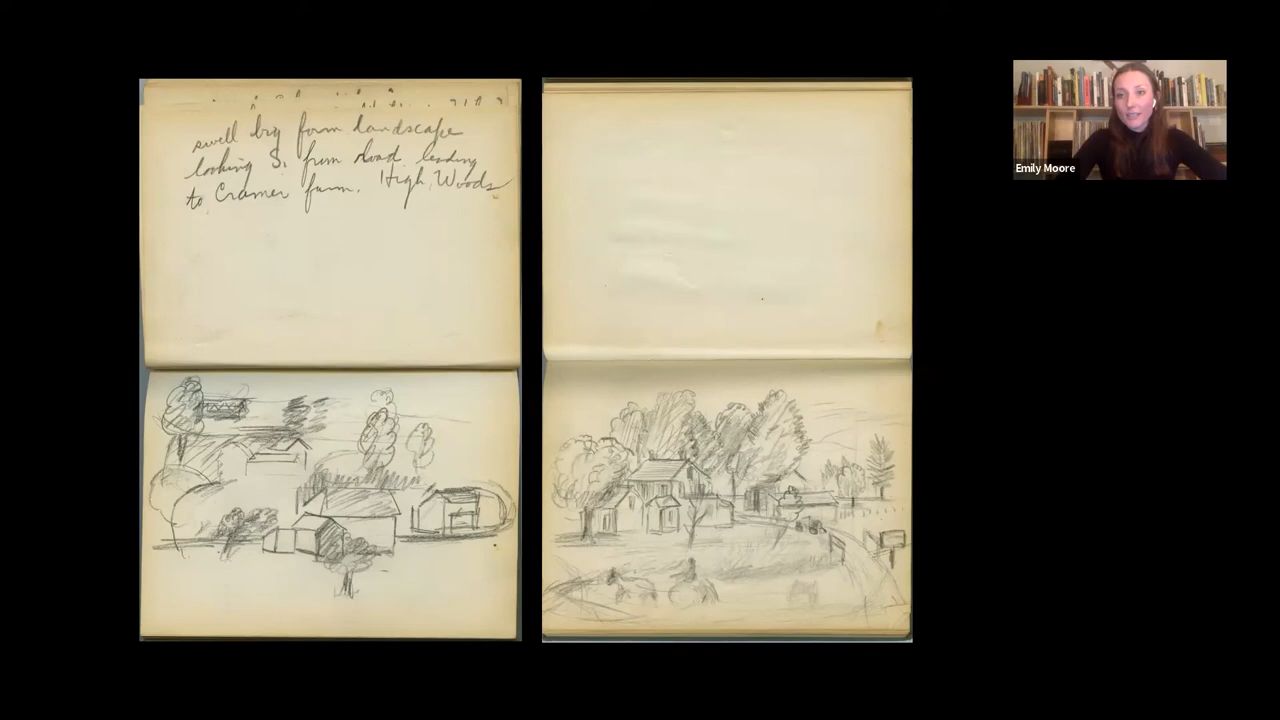 swell big farm landscape
looking S. from road leading
to Cramer farm. High Woods
Emily Moore